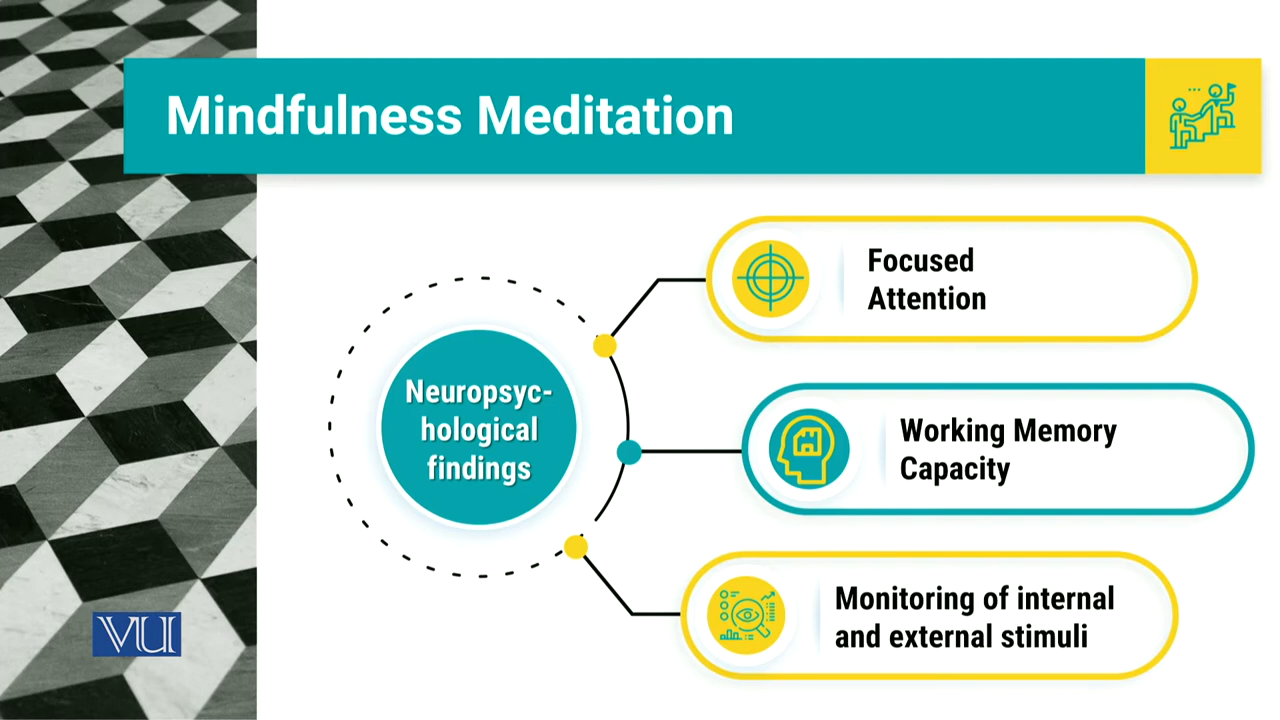 Mindfulness Meditation
Focused
Attention
Neuropsyc-
hological
findings
Working Memory
Capacity
Monitoring of internal
and external stimuli
VU